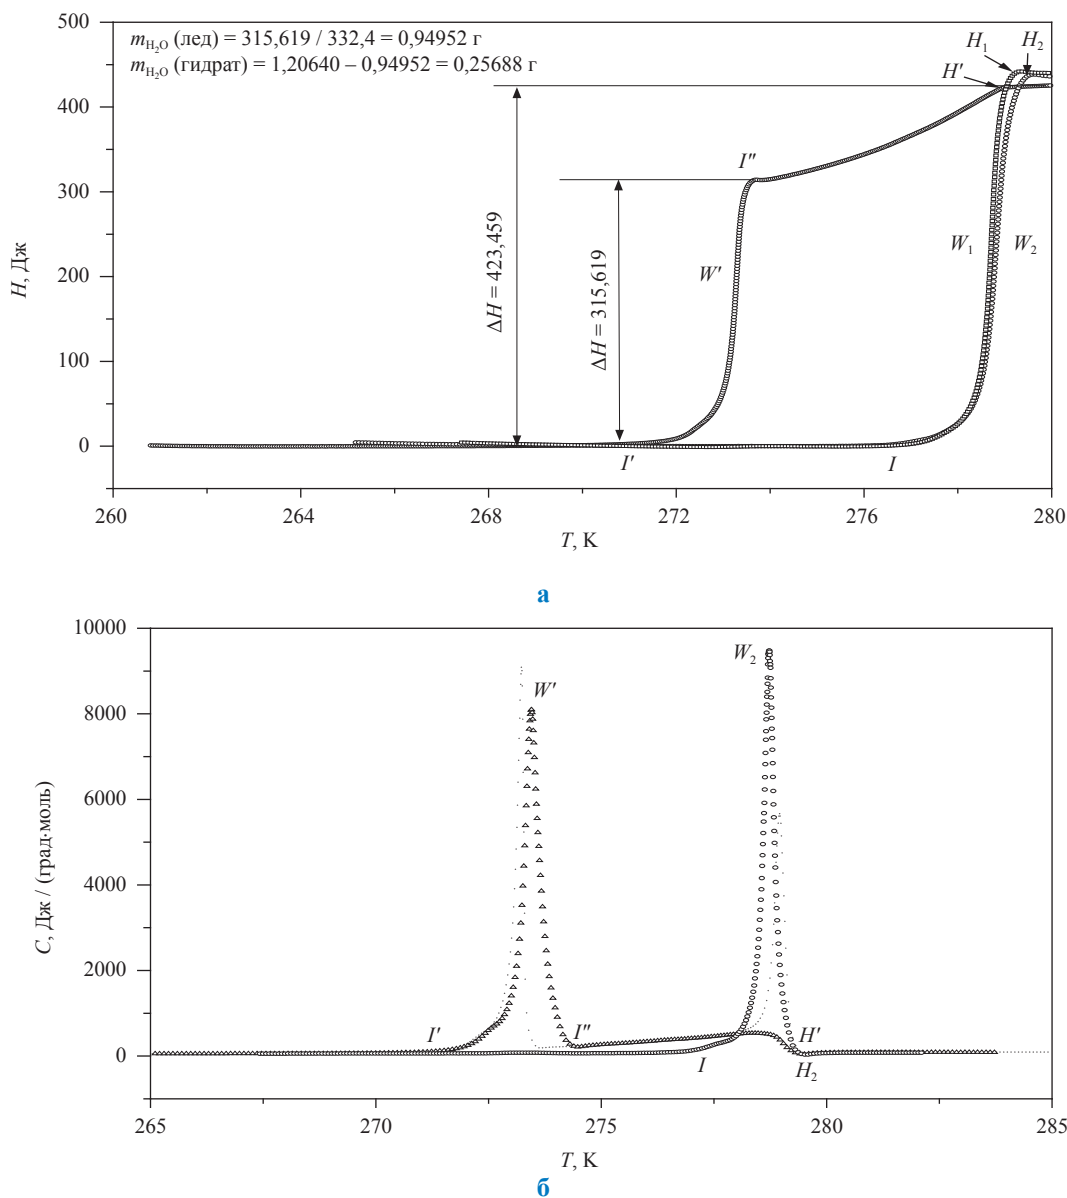 500
m_H₂O (лед) = 315,619 / 332,4 = 0,94952 г
m_H₂O (гидрат) = 1,20640 – 0,94952 = 0,25688 г
H₁
H₂
H′
400
I″
300
H, Дж
ΔH = 423,459
ΔH = 315,619
W′
W₁
W₂
200
100
0
I′
I
260
264
268
272
276
280
T, K
а
10000
W₂
W′
8000
6000
C, Дж / (град·моль)
4000
2000
I′
I″
H′
0
I
H₂
265
270
275
280
285
T, K
б